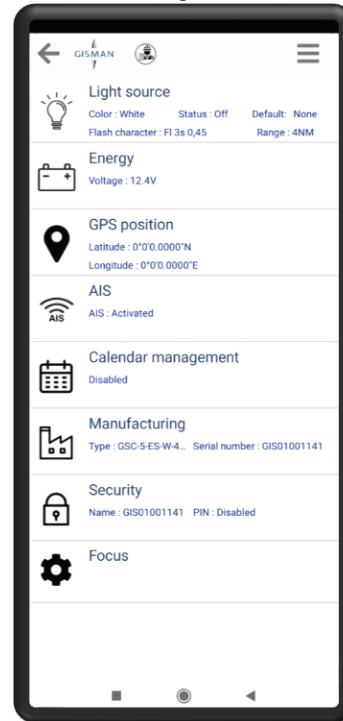 GISMAN
Light source
Color : White Status : Off Default: None
Flash character : Fl 3s 0,45 Range : 4NM
Energy
Voltage : 12.4V
GPS position
Latitude : 0°0'0.0000"N
Longitude : 0°0'0.0000"E
AIS
AIS
AIS : Activated
Calendar management
Disabled
Manufacturing
Type : GSC-5-ES-W-4... Serial number : GIS01001141
Security
Name : GIS01001141 PIN : Disabled
Focus